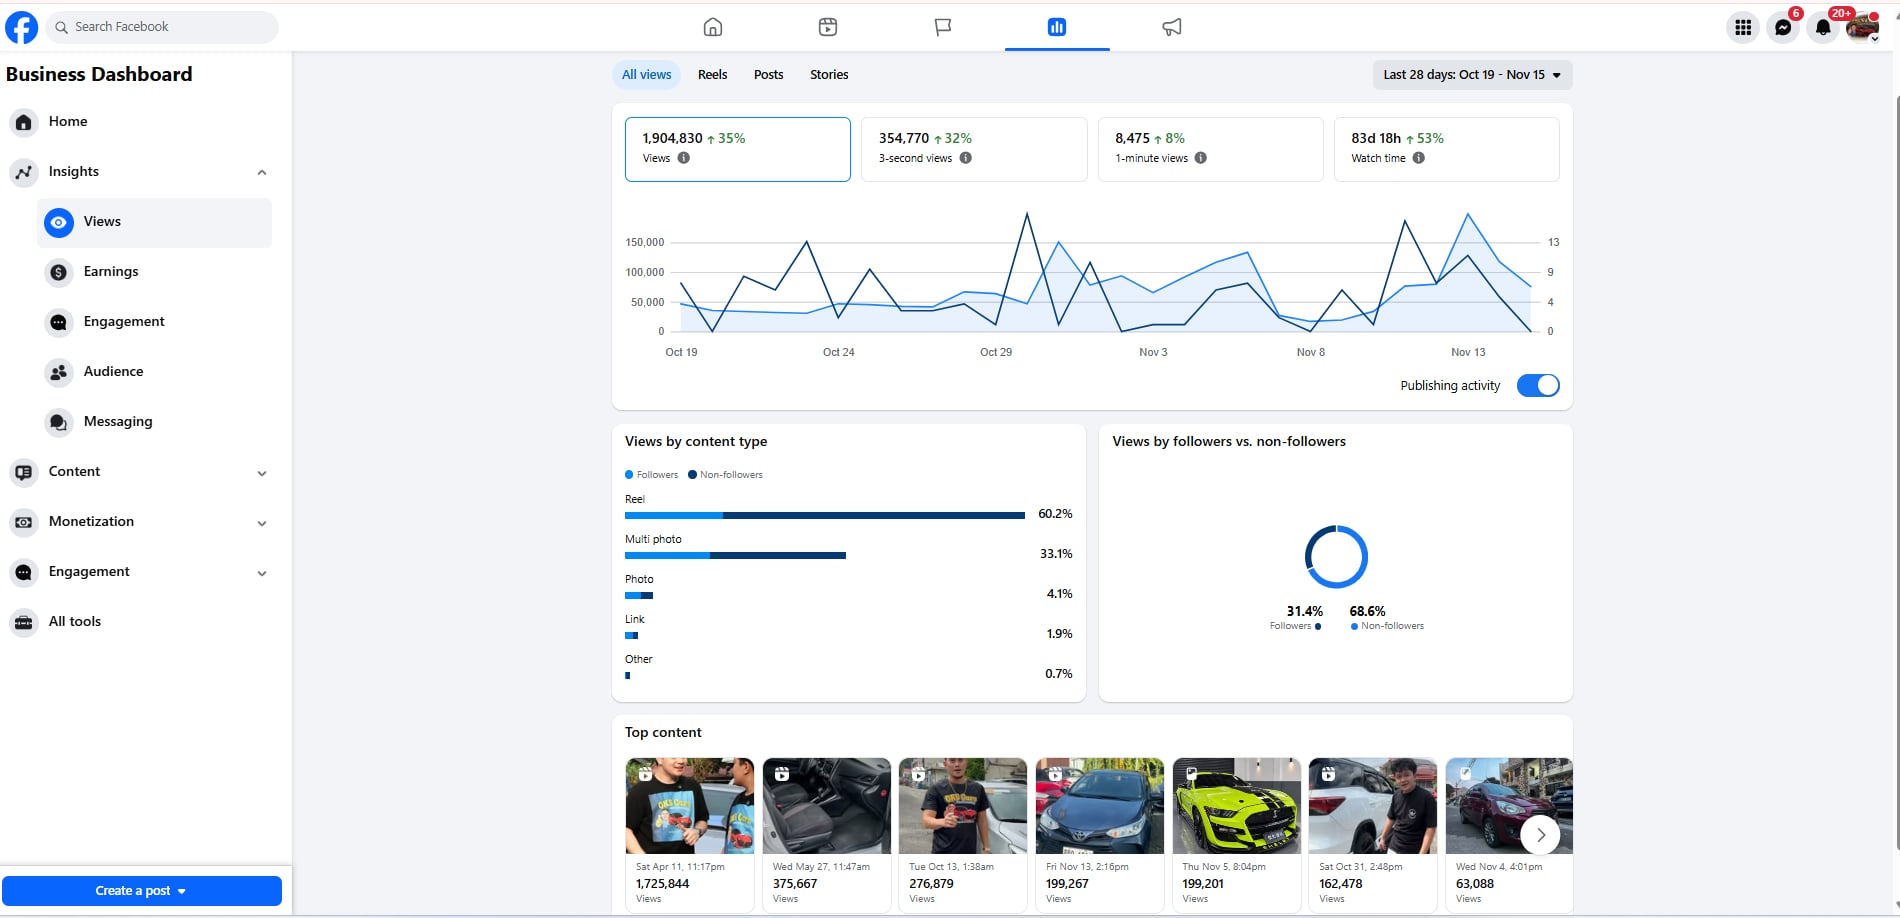 Search Facebook
6
20+
Business Dashboard
Home
Insights
Views
Earnings
Engagement
Audience
Messaging
Content
Monetization
Engagement
All tools
Create a post
All views Reels Posts Stories
Last 28 days: Oct 19 - Nov 15
1,904,830 ↑ 35%
Views
354,770 ↑ 32%
3-second views
8,475 ↑ 8%
1-minute views
83d 18h ↑ 53%
Watch time
150,000 13
100,000 9
50,000 4
0 0
Oct 19 Oct 24 Oct 29 Nov 3 Nov 8 Nov 13
Publishing activity
Views by content type
Followers Non-followers
Reel
60.2%
Multi photo
33.1%
Photo
4.1%
Link
1.9%
Other
0.7%
Views by followers vs. non-followers
31.4% 68.6%
Followers Non-followers
Top content
Sat Apr 11, 11:17pm
1,725,844
Views
Wed May 27, 11:47am
375,667
Views
Tue Oct 13, 1:38am
276,879
Views
Fri Nov 13, 2:16pm
199,267
Views
Thu Nov 5, 8:04pm
199,201
Views
Sat Oct 31, 2:48pm
162,478
Views
Wed Nov 4, 4:01pm
63,088
Views